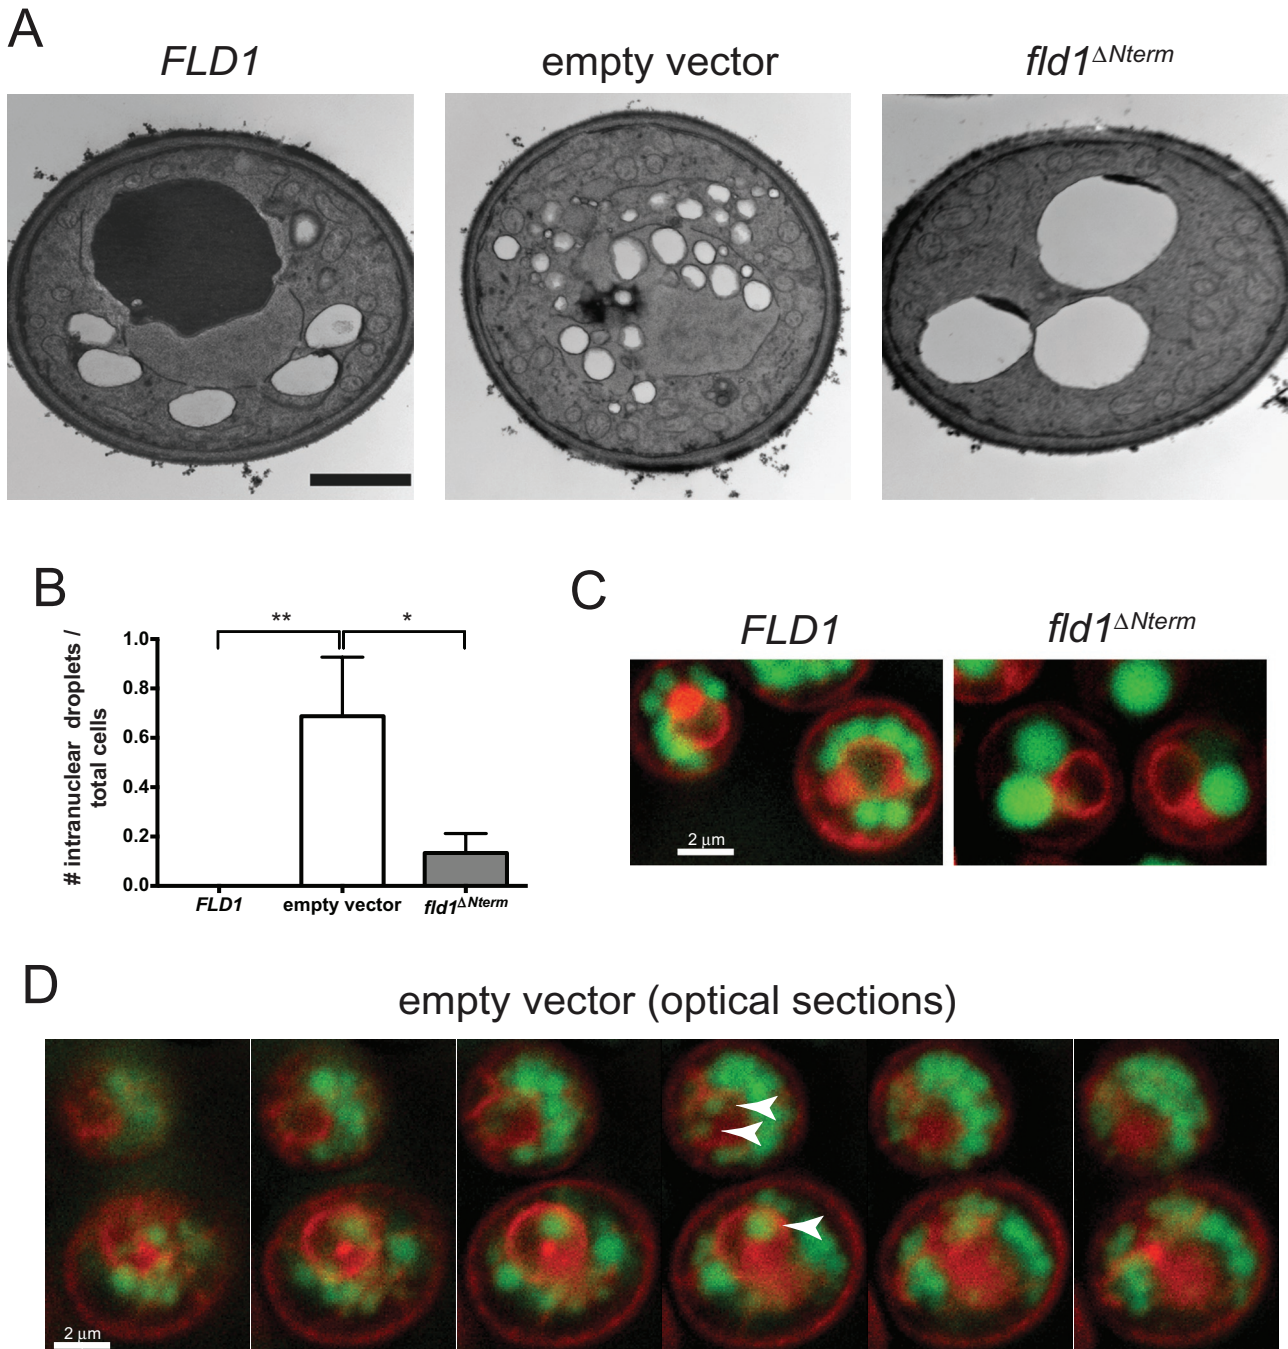 A
FLD1
empty vector
fld1ΔNterm
B
# intranuclear droplets /
total cells
1.0
0.8
0.6
0.4
0.2
0.0
**
*
FLD1
empty vector
fld1ΔNterm
C
FLD1
fld1ΔNterm
2 μm
D
empty vector (optical sections)
2 μm